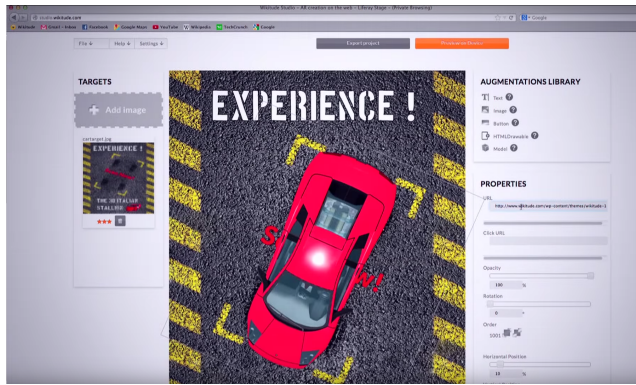 Wikitude Studio - AR creation on the web - Liferay Stage - (Private Browsing)
studio.wikitude.com
Google
Wikitude
Gmail - Inbox
Facebook
Google Maps
YouTube
Wikipedia
TechCrunch
Google
File
Help
Settings
Export project
TARGETS
Add Image
cartarget.jpg
EXPERIENCE !
THE 3D ITALIAN
STALLION
EXPERIENCE !
AUGMENTATIONS LIBRARY
Text
Image
Button
HTMLDrawable
Model
PROPERTIES
URL
http://www.wikitude.com/wp-content/themes/wikitude-1
Click URL
Opacity
100 %
Rotation
0 °
Order
1001
Horizontal Position
10 %